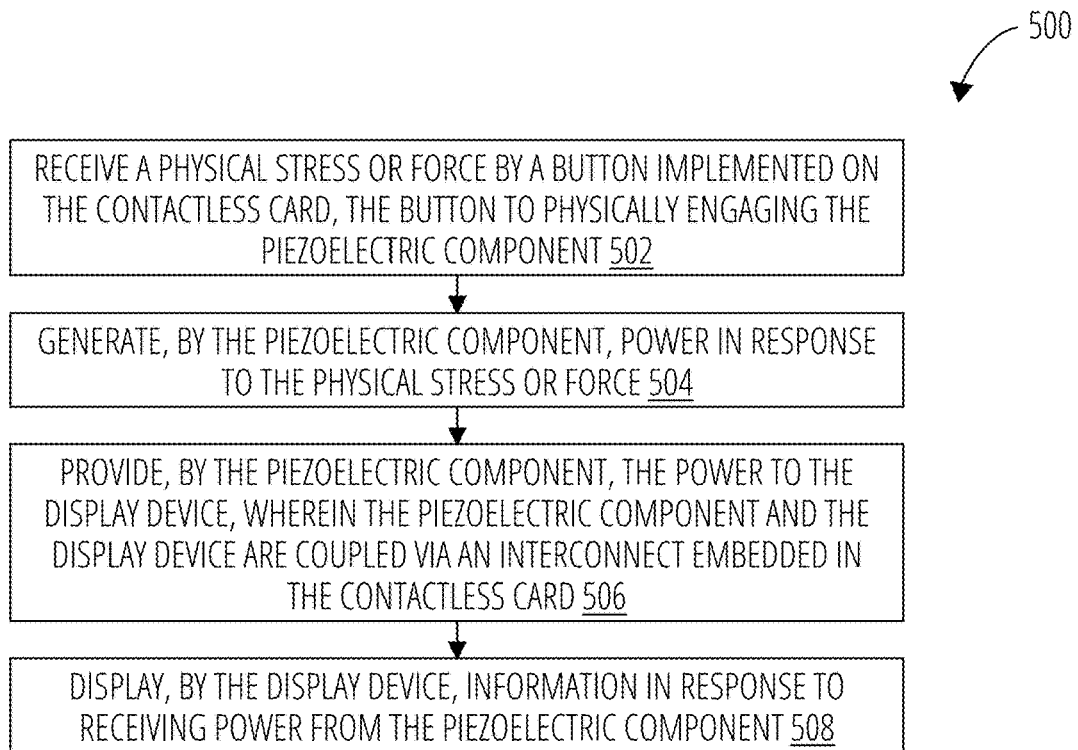 500
RECEIVE A PHYSICAL STRESS OR FORCE BY A BUTTON IMPLEMENTED ON
THE CONTACTLESS CARD, THE BUTTON TO PHYSICALLY ENGAGING THE
PIEZOELECTRIC COMPONENT 502
GENERATE, BY THE PIEZOELECTRIC COMPONENT, POWER IN RESPONSE
TO THE PHYSICAL STRESS OR FORCE 504
PROVIDE, BY THE PIEZOELECTRIC COMPONENT, THE POWER TO THE
DISPLAY DEVICE, WHEREIN THE PIEZOELECTRIC COMPONENT AND THE
DISPLAY DEVICE ARE COUPLED VIA AN INTERCONNECT EMBEDDED IN
THE CONTACTLESS CARD 506
DISPLAY, BY THE DISPLAY DEVICE, INFORMATION IN RESPONSE TO
RECEIVING POWER FROM THE PIEZOELECTRIC COMPONENT 508